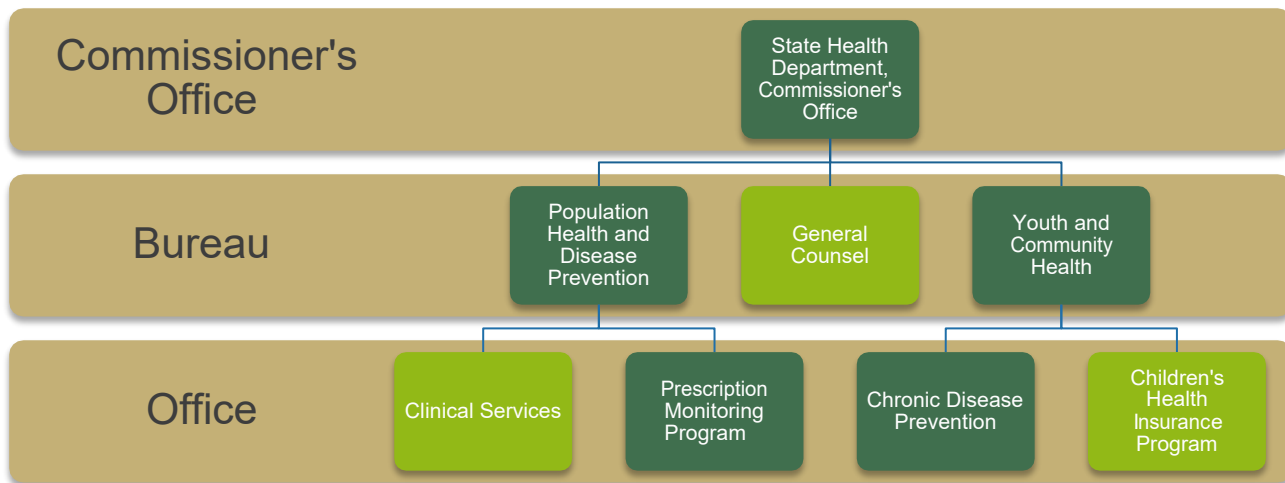 Commissioner's
Office
State Health
Department,
Commissioner's
Office
Bureau
Population
Health and
Disease
Prevention
General
Counsel
Youth and
Community
Health
Office
Clinical Services
Prescription
Monitoring
Program
Chronic Disease
Prevention
Children's
Health
Insurance
Program